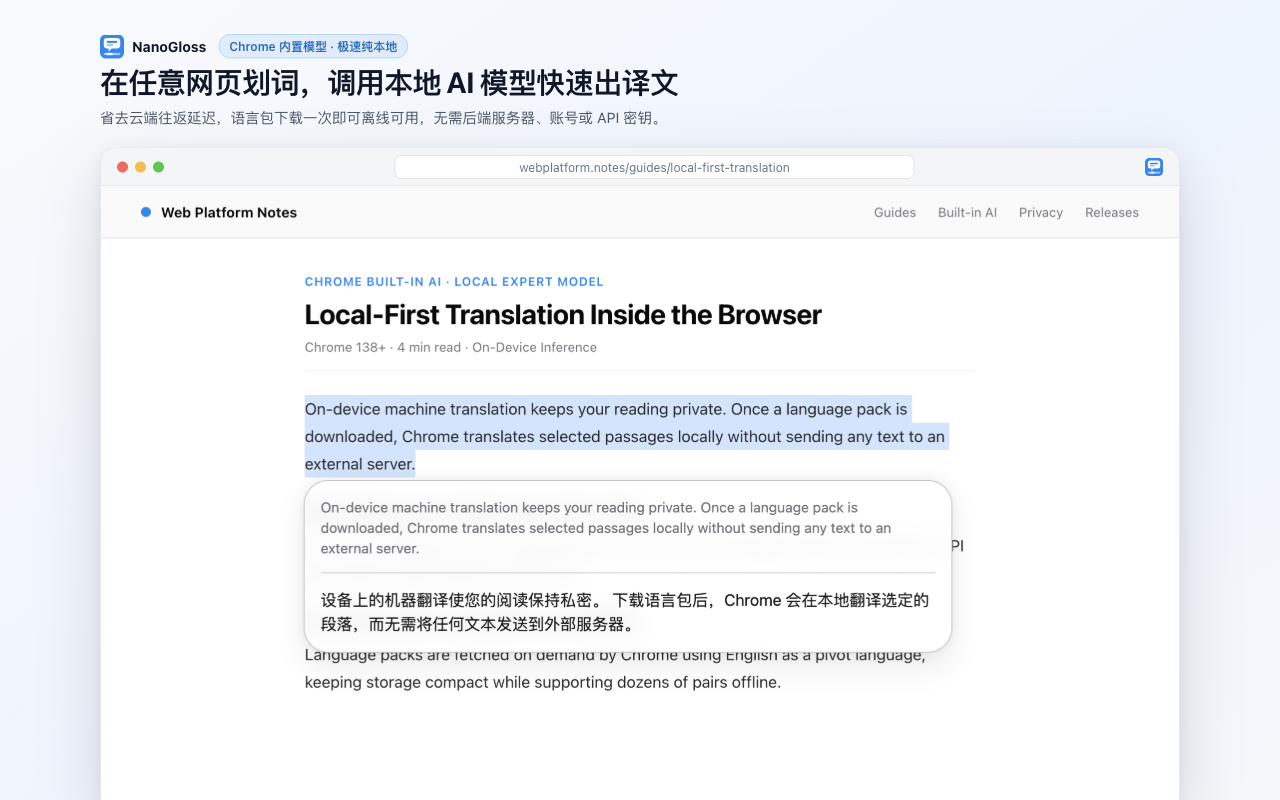 NanoGloss
Chrome 内置模型 · 极速纯本地
在任意网页划词，调用本地 AI 模型快速出译文
省去云端往返延迟，语言包下载一次即可离线可用，无需后端服务器、账号或 API 密钥。
webplatform.notes/guides/local-first-translation
Web Platform Notes
Guides
Built-in AI
Privacy
Releases
CHROME BUILT-IN AI · LOCAL EXPERT MODEL
Local-First Translation Inside the Browser
Chrome 138+ · 4 min read · On-Device Inference
On-device machine translation keeps your reading private. Once a language pack is
downloaded, Chrome translates selected passages locally without sending any text to an
external server.
On-device machine translation keeps your reading private. Once a language pack is
downloaded, Chrome translates selected passages locally without sending any text to an
external server.
PI
设备上的机器翻译使您的阅读保持私密。 下载语言包后，Chrome 会在本地翻译选定的
段落，而无需将任何文本发送到外部服务器。
Language packs are fetched on demand by Chrome using English as a pivot language,
keeping storage compact while supporting dozens of pairs offline.